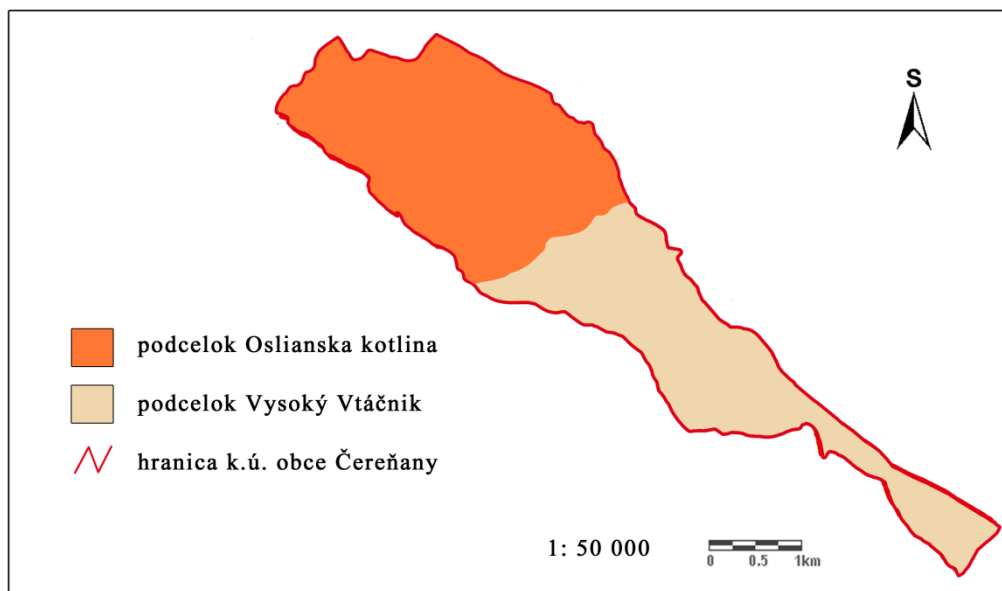 S
podcelok Oslianska kotlina
podcelok Vysoký Vtáčnik
hranica k.ú. obce Čereňany
1: 50 000
0 0.5 1km